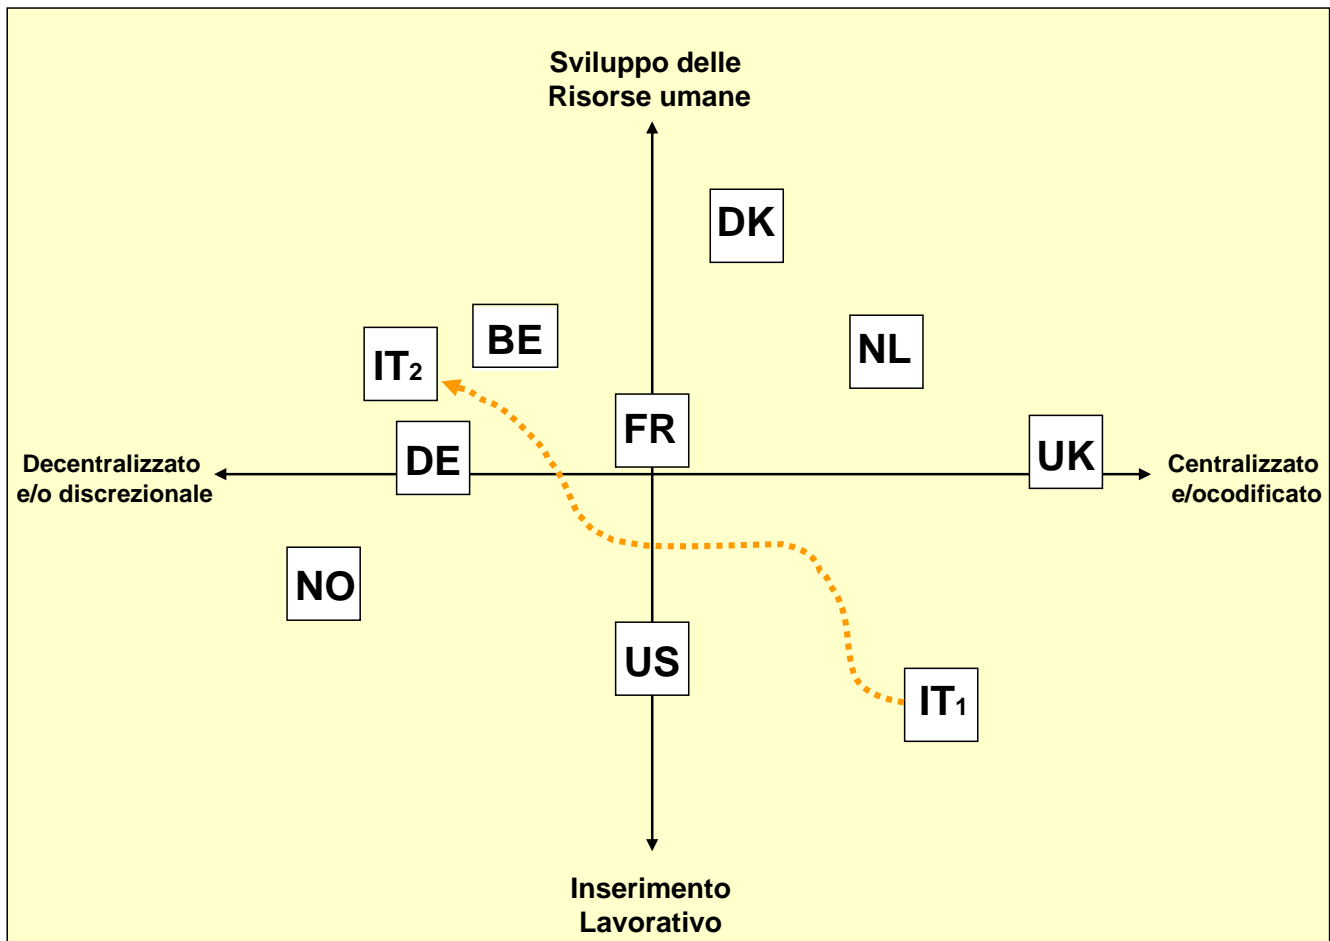 Sviluppo delle
Risorse umane
DK
BE
NL
IT2
FR
DE
UK
Decentralizzato
e/o discrezionale
Centralizzato
e/ocodificato
NO
US
IT1
Inserimento
Lavorativo